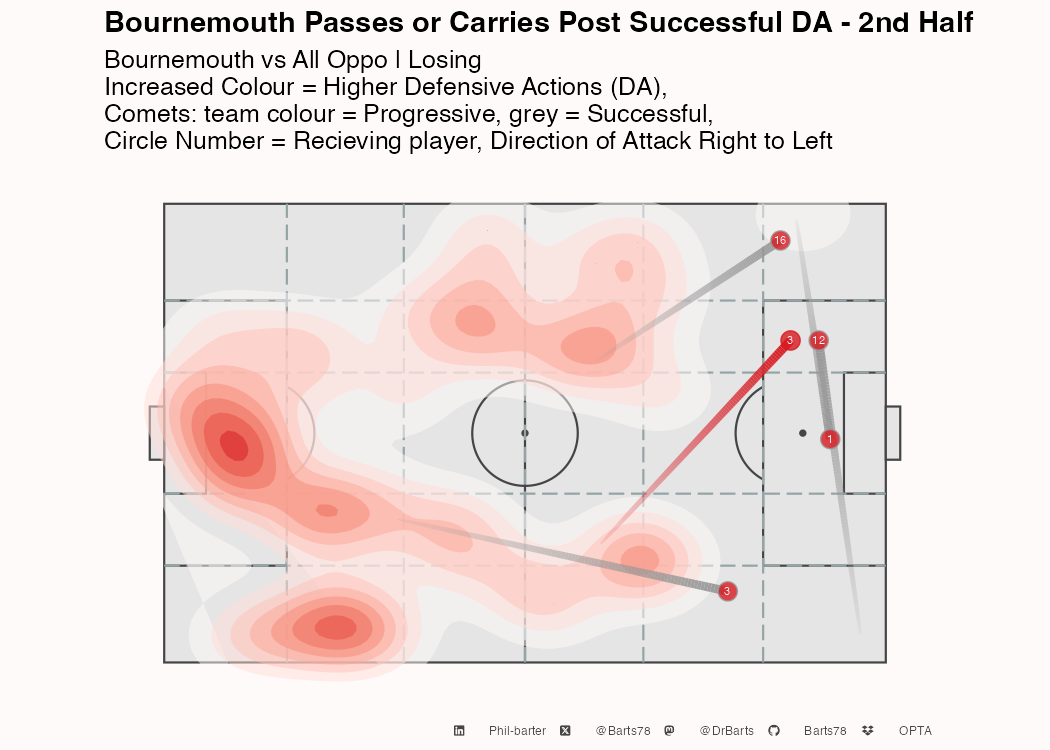 Bournemouth Passes or Carries Post Successful DA - 2nd Half
Bournemouth vs All Oppo | Losing
Increased Colour = Higher Defensive Actions (DA),
Comets: team colour = Progressive, grey = Successful,
Circle Number = Recieving player, Direction of Attack Right to Left
16
3
12
1
3
Phil-barter @Barts78 @DrBarts Barts78 OPTA